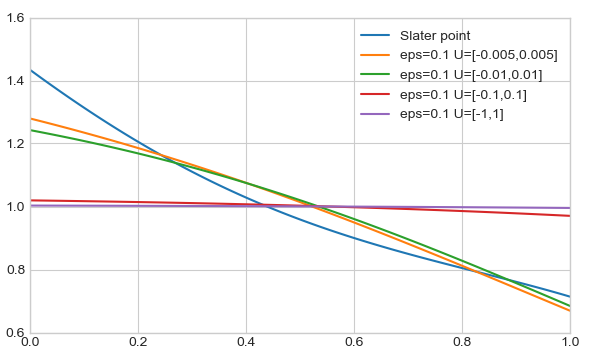 1.6
1.4
1.2
1.0
0.8
0.6
Slater point
eps=0.1 U=[-0.005,0.005]
eps=0.1 U=[-0.01,0.01]
eps=0.1 U=[-0.1,0.1]
eps=0.1 U=[-1,1]
0.0 0.2 0.4 0.6 0.8 1.0